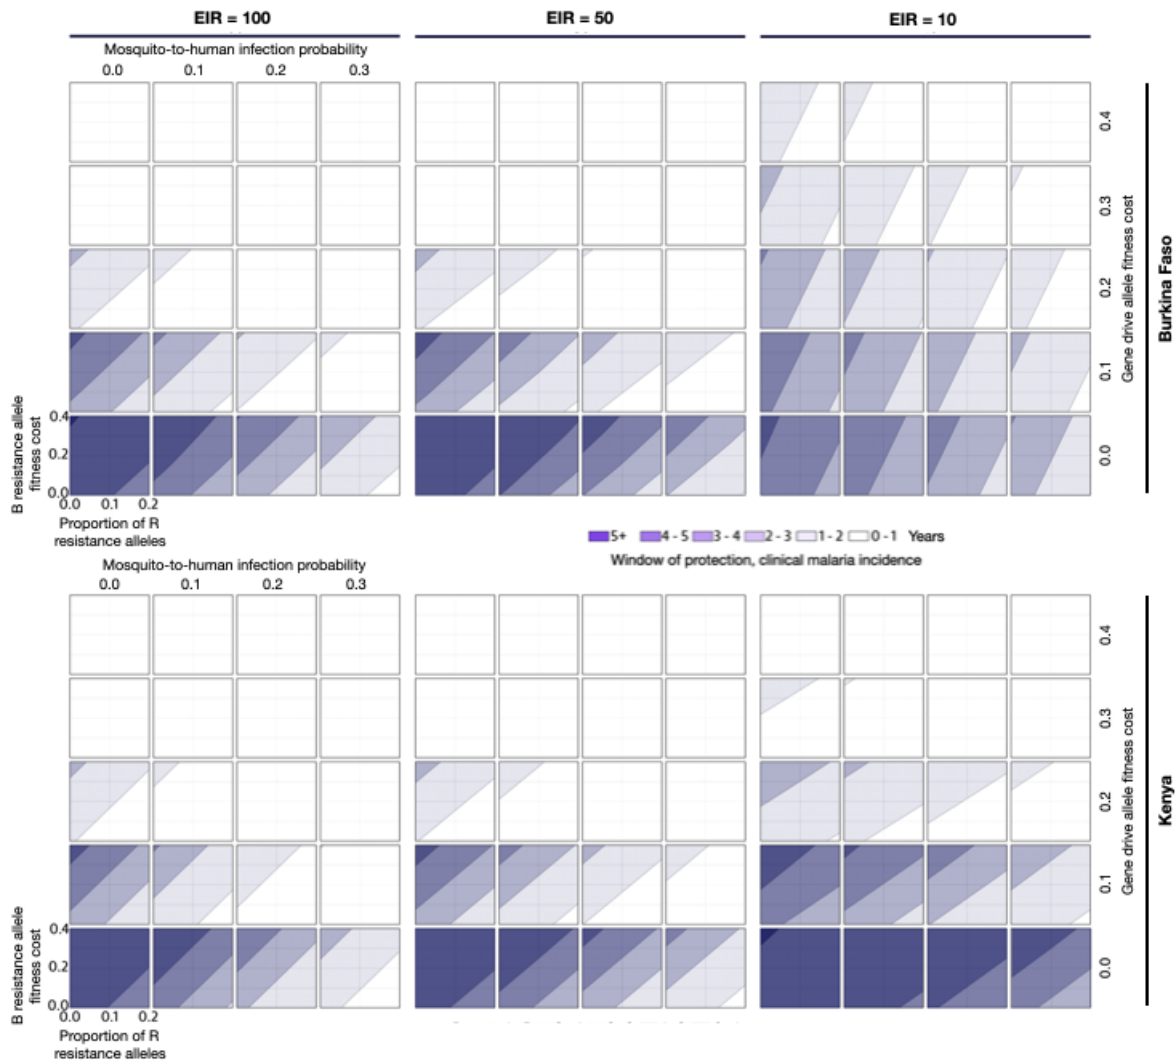 EIR = 100
EIR = 50
EIR = 10
Mosquito-to-human infection probability
0.0 0.1 0.2 0.3
0.4
0.3
0.2
0.1
0.0
Gene drive allele fitness cost
Burkina Faso
B resistance allele
fitness cost
0.4
0.2
0.0
0.0 0.1 0.2
Proportion of R
resistance alleles
5+ 4 - 5 3 - 4 2 - 3 1 - 2 0 - 1 Years
Window of protection, clinical malaria incidence
Mosquito-to-human infection probability
0.0 0.1 0.2 0.3
0.4
0.3
0.2
0.1
0.0
Gene drive allele fitness cost
Kenya
B resistance allele
fitness cost
0.4
0.2
0.0
0.0 0.1 0.2
Proportion of R
resistance alleles